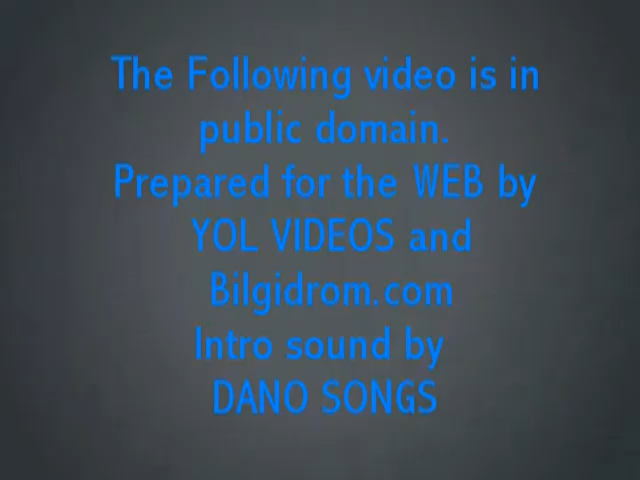 The Following video is in
public domain.
Prepared for the WEB by
YOL VIDEOS and
Bilgidrom.com
Intro sound by
DANO SONGS